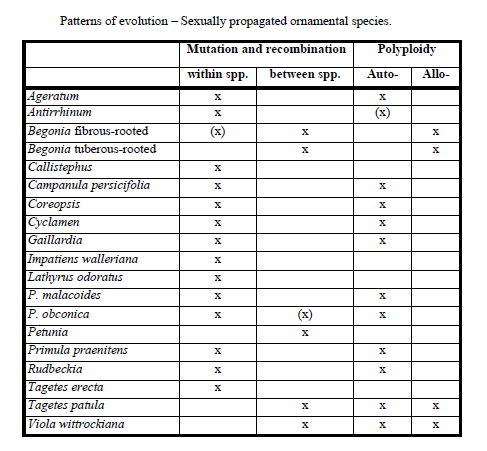 Patterns of evolution – Sexually propagated ornamental species.
Mutation and recombination Polyploidy
within spp. between spp. Auto- Allo-
Ageratum x x
Antirrhinum x (x)
Begonia fibrous-rooted (x) x x
Begonia tuberous-rooted x x
Callistephus x
Campanula persicifolia x x
Coreopsis x x
Cyclamen x x
Gaillardia x x
Impatiens walleriana x
Lathyrus odoratus x
P. malacoides x x
P. obconica x (x) x
Petunia x
Primula praenitens x x
Rudbeckia x x
Tagetes erecta x
Tagetes patula x x x
Viola wittrockiana x x x